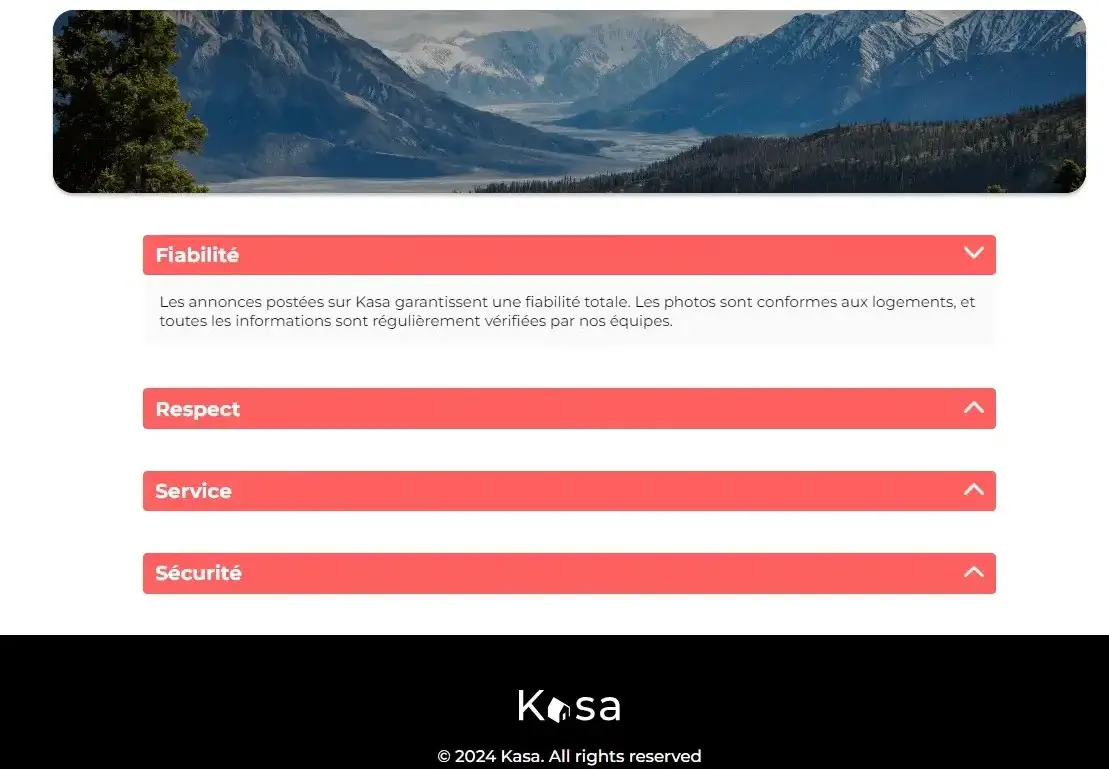 Fiabilité
Les annonces postées sur Kasa garantissent une fiabilité totale. Les photos sont conformes aux logements, et
toutes les informations sont régulièrement vérifiées par nos équipes.
Respect
Service
Sécurité
Kasa
© 2024 Kasa. All rights reserved